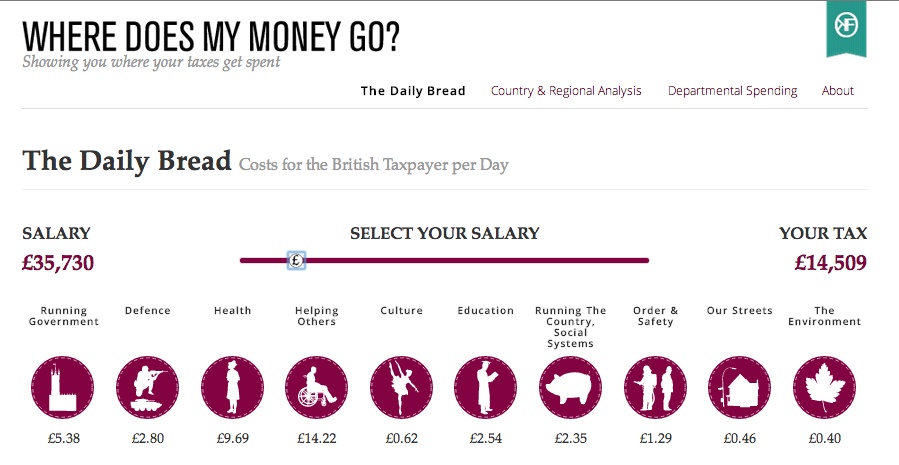 WHERE DOES MY MONEY GO?
Showing you where your taxes get spent
The Daily Bread Country & Regional Analysis Departmental Spending About
The Daily Bread Costs for the British Taxpayer per Day
SALARY SELECT YOUR SALARY YOUR TAX
£35,730 £ £14,509
Running
Government
Defence
Health
Helping
Others
Culture
Education
Running The
Country,
Social
Systems
Order &
Safety
Our Streets
The
Environment
£5.38 £2.80 £9.69 £14.22 £0.62 £2.54 £2.35 £1.29 £0.46 £0.40